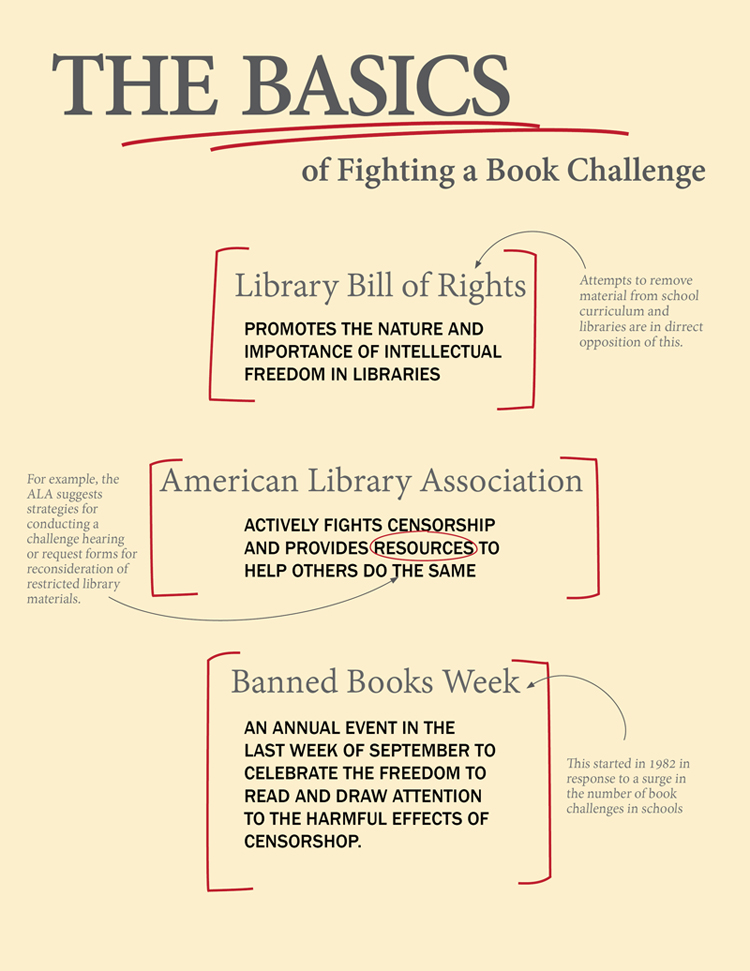 THE BASICS
of Fighting a Book Challenge
Library Bill of Rights
PROMOTES THE NATURE AND
IMPORTANCE OF INTELLECTUAL
FREEDOM IN LIBRARIES
Attempts to remove
material from school
curriculum and
libraries are in dirrect
opposition of this.
American Library Association
ACTIVELY FIGHTS CENSORSHIP
AND PROVIDES RESOURCES TO
HELP OTHERS DO THE SAME
For example, the
ALA suggests
strategies for
conducting a
challenge hearing
or request forms for
reconsideration of
restricted library
materials.
Banned Books Week
AN ANNUAL EVENT IN THE
LAST WEEK OF SEPTEMBER TO
CELEBRATE THE FREEDOM TO
READ AND DRAW ATTENTION
TO THE HARMFUL EFFECTS OF
CENSORSHOP.
This started in 1982 in
response to a surge in
the number of book
challenges in schools